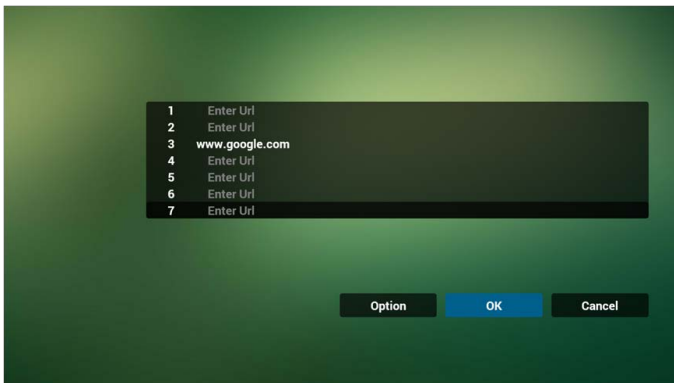 1 Enter Url
2 Enter Url
3 www.google.com
4 Enter Url
5 Enter Url
6 Enter Url
7 Enter Url
Option OK Cancel